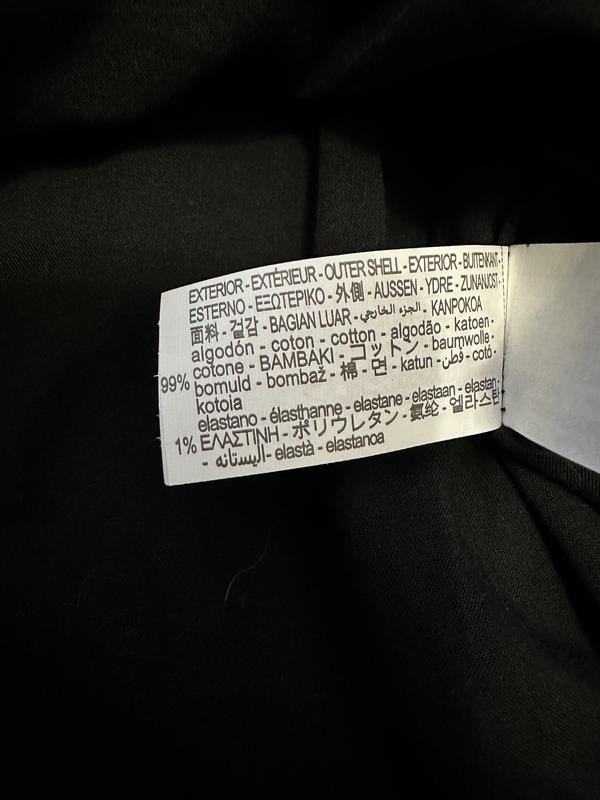 EXTERIOR - EXTÉRIEUR - OUTER SHELL - EXTERIOR - BUITENKANT -
ESTERNO - ΕΞΩΤΕΡΙΚΟ - 外側 - AUSSEN - YDRE - ZUNANJOST -
面料 - 겉감 - BAGIAN LUAR - الجزء الخارجي - KANPOKOA
algodón - coton - cotton - algodão - katoen -
cotone - ΒΑΜΒΑΚΙ - コットン - baumwolle -
99% bomuld - bombaž - 棉 - 면 - katun - قطن - cotó -
kotoia
elastano - élasthanne - elastane - elastaan - elastan -
1% ΕΛΑΣΤΙΝΗ - ポリウレタン - 氨纶 - 엘라스탄
- اليستانه - elastà - elastanoa